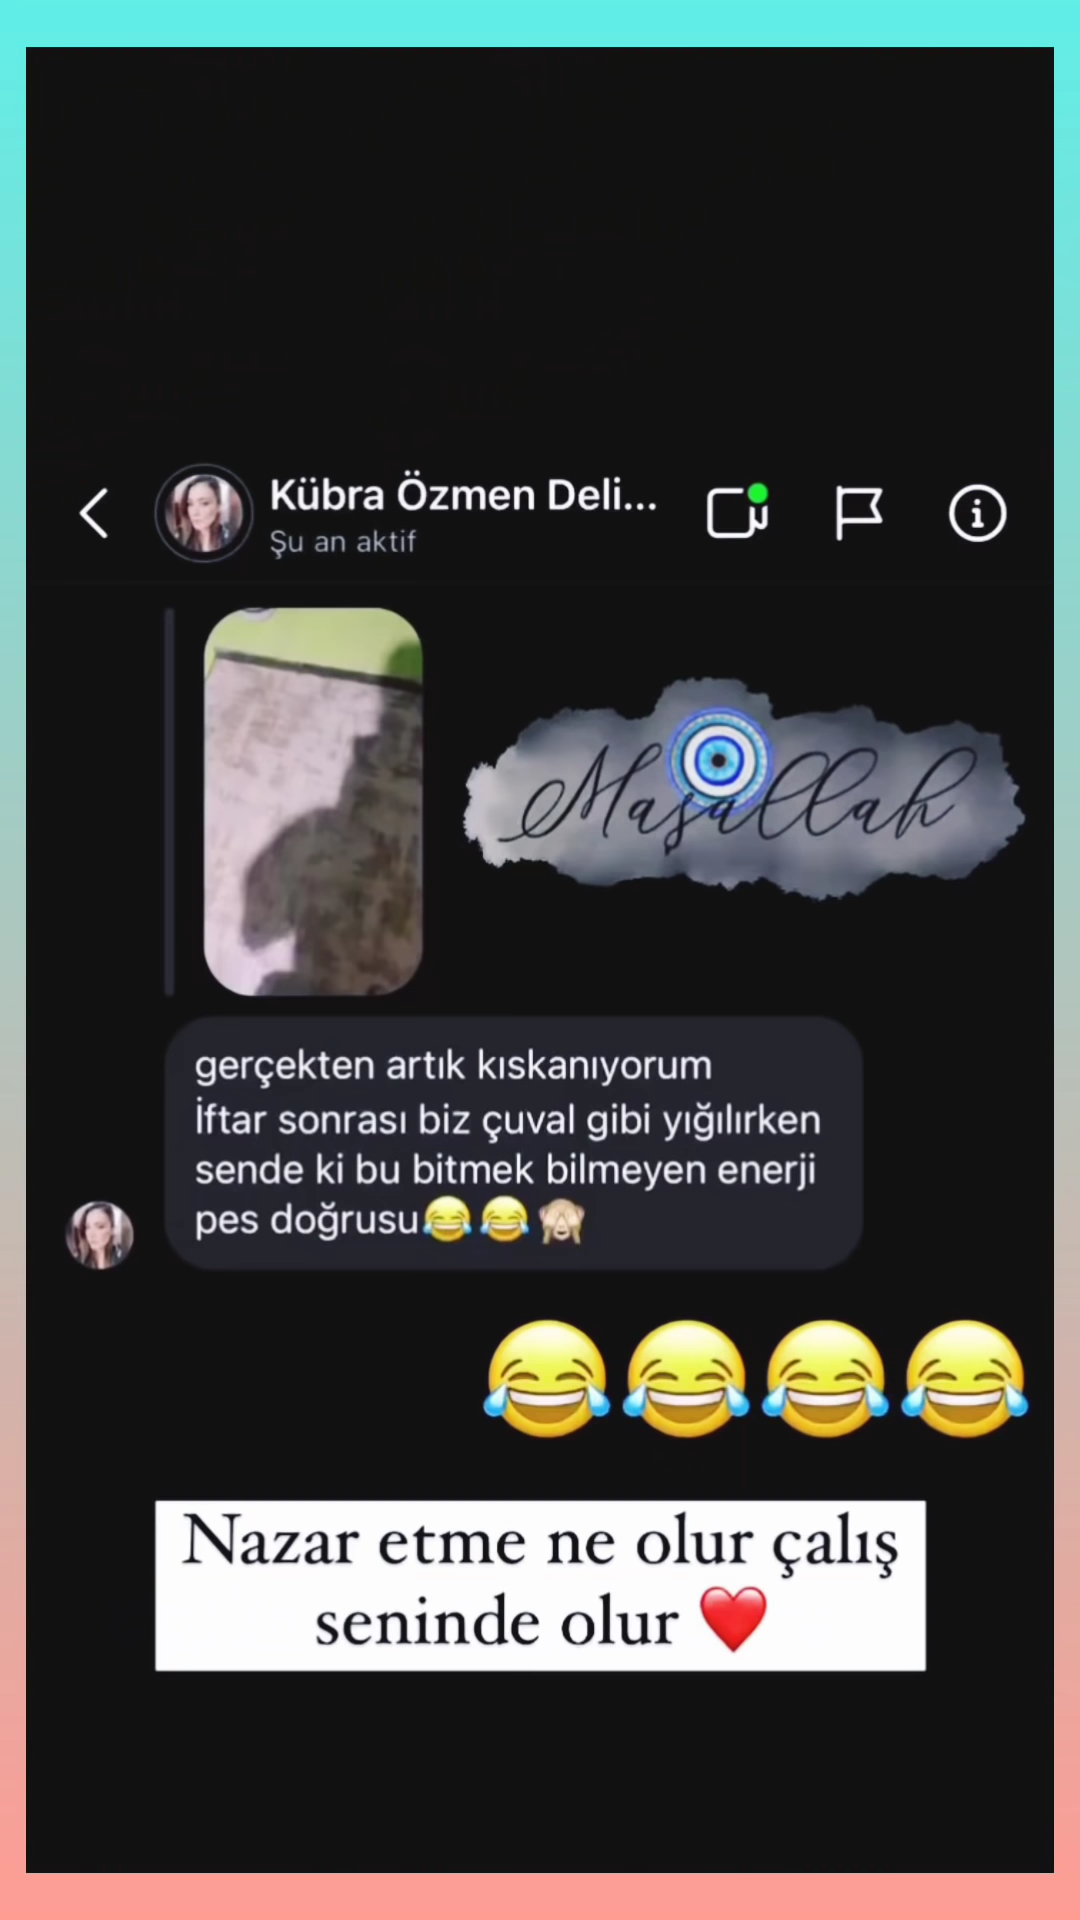 Kübra Özmen Deli...
Şu an aktif
Maşallah
gerçekten artık kıskanıyorum
İftar sonrası biz çuval gibi yığılırken
sende ki bu bitmek bilmeyen enerji
pes doğrusu😂😂🙈
😂😂😂😂
Nazar etme ne olur çalış
seninde olur ❤️